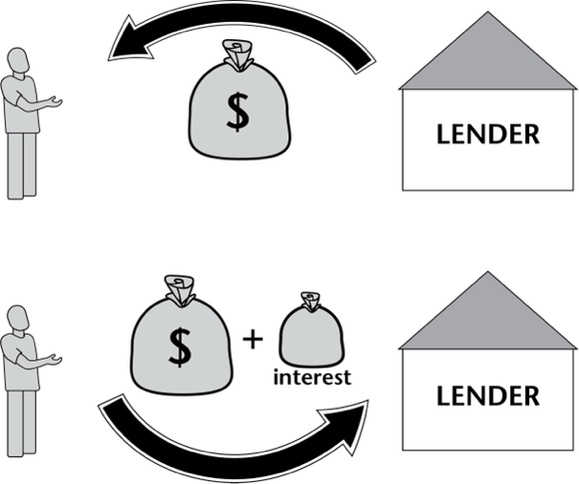 $
LENDER
$ +
interest
LENDER